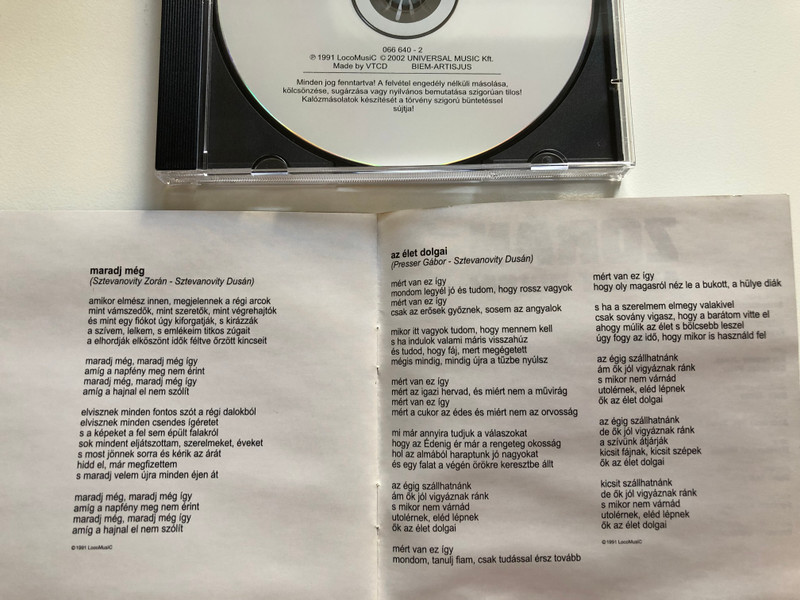 066 640 - 2
℗ 1991 LocoMusiC © 2002 UNIVERSAL MUSIC Kft.
Made by VTCD BIEM-ARTISJUS
Minden jog fenntartva! A felvétel engedély nélküli másolása,
kölcsönzése, sugárzása vagy nyilvános bemutatása szigorúan tilos!
Kalózmásolatok készítését a törvény szigorú büntetéssel
sújtja!
maradj még
(Sztevanovity Zorán - Sztevanovity Dusán)
amikor elmész innen, megjelennek a régi arcok
mint vámszedők, mint szeretők, mint végrehajtók
és mint egy fiókot úgy kiforgatják, s kirázzák
a szívem, lelkem, s emlékeim titkos zúgait
a elhordják elköszönt idők féltve őrzött kincseit
maradj még, maradj még így
amíg a napfény meg nem érint
maradj még, maradj még így
amíg a hajnal el nem szólít
elvisznek minden fontos szót a régi dalokból
elvisznek minden csendes ígéretet
s a képeket a fel sem épült falakról
sok mindent eljátszottam, szerelmeket, éveket
s most jönnek sorra és kérik az árát
hidd el, már megfizettem
s maradj velem újra minden éjen át
maradj még, maradj még így
amíg a napfény meg nem érint
maradj még, maradj még így
amíg a hajnal el nem szólít
©1991 LocoMusiC
az élet dolgai
(Presser Gábor - Sztevanovity Dusán)
mért van ez így
mondom legyél jó és tudom, hogy rossz vagyok
mért van ez így
csak az erősek győznek, sosem az angyalok
mikor itt vagyok tudom, hogy mennem kell
s ha indulok valami máris visszahúz
és tudod, hogy fáj, mert megégetett
mégis mindig, mindig újra a tűzbe nyúlsz
mért van ez így
mért az igazi hervad, és miért nem a művirág
mért van ez így
mért a cukor az édes és miért nem az orvosság
mi már annyira tudjuk a válaszokat
hogy az Édenig ér már a rengeteg okosság
hol az almából haraptunk jó nagyokat
és egy falat a végén örökre keresztbe állt
az égig szállhatnánk
ám ők jól vigyáznak ránk
s mikor nem várnád
utolérnek, eléd lépnek
ők az élet dolgai
mért van ez így
mondom, tanulj fiam, csak tudással érsz tovább
mért van ez így
hogy oly magasról néz le a bukott, a hülye diák
s ha a szerelmem elmegy valakivel
csak sovány vigasz, hogy a barátom vitte el
ahogy múlik az élet s bölcsebb leszel
úgy fogy az idő, hogy mikor is használd fel
az égig szállhatnánk
ám ők jól vigyáznak ránk
s mikor nem várnád
utolérnek, eléd lépnek
ők az élet dolgai
az égig szállhatnánk
de ők jól vigyáznak ránk
a szívünk átjárják
kicsit fájnak, kicsit szépek
ők az élet dolgai
kicsit szállhatnánk
de ők jól vigyáznak ránk
s mikor nem várnád
utolérnek, eléd lépnek
ők az élet dolgai
©1991 LocoMusiC